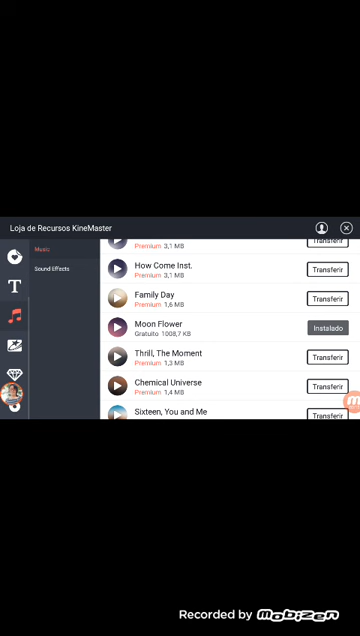 Loja de Recursos KineMaster
Music
Sound Effects
Premium 3,1 MB
Transferir
How Come Inst.
Premium 3,1 MB
Transferir
Family Day
Premium 1,6 MB
Transferir
Moon Flower
Gratuito 1008,7 KB
Instalado
Thrill, The Moment
Premium 1,3 MB
Transferir
Chemical Universe
Premium 1,4 MB
Transferir
Sixteen, You and Me
Transferir
Recorded by Mobizen